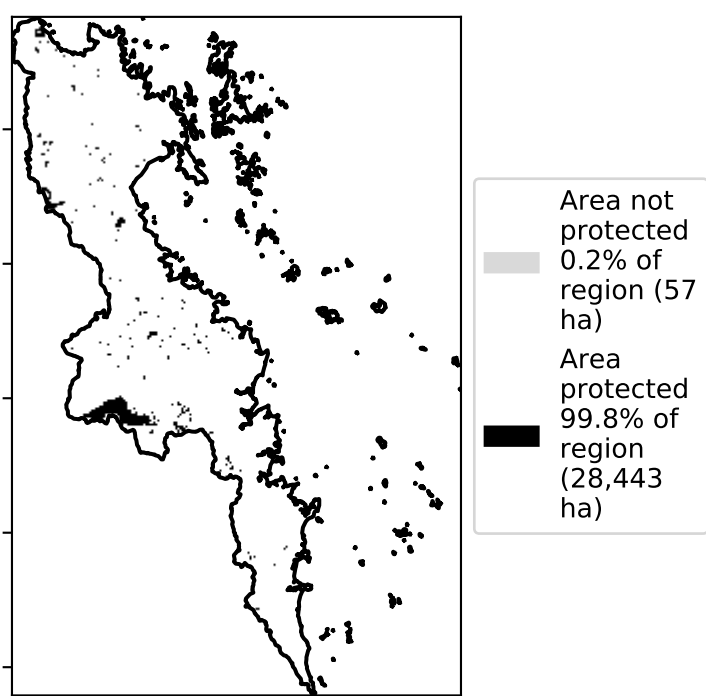 Area not
protected
0.2% of
region (57
ha)
Area
protected
99.8% of
region
(28,443
ha)